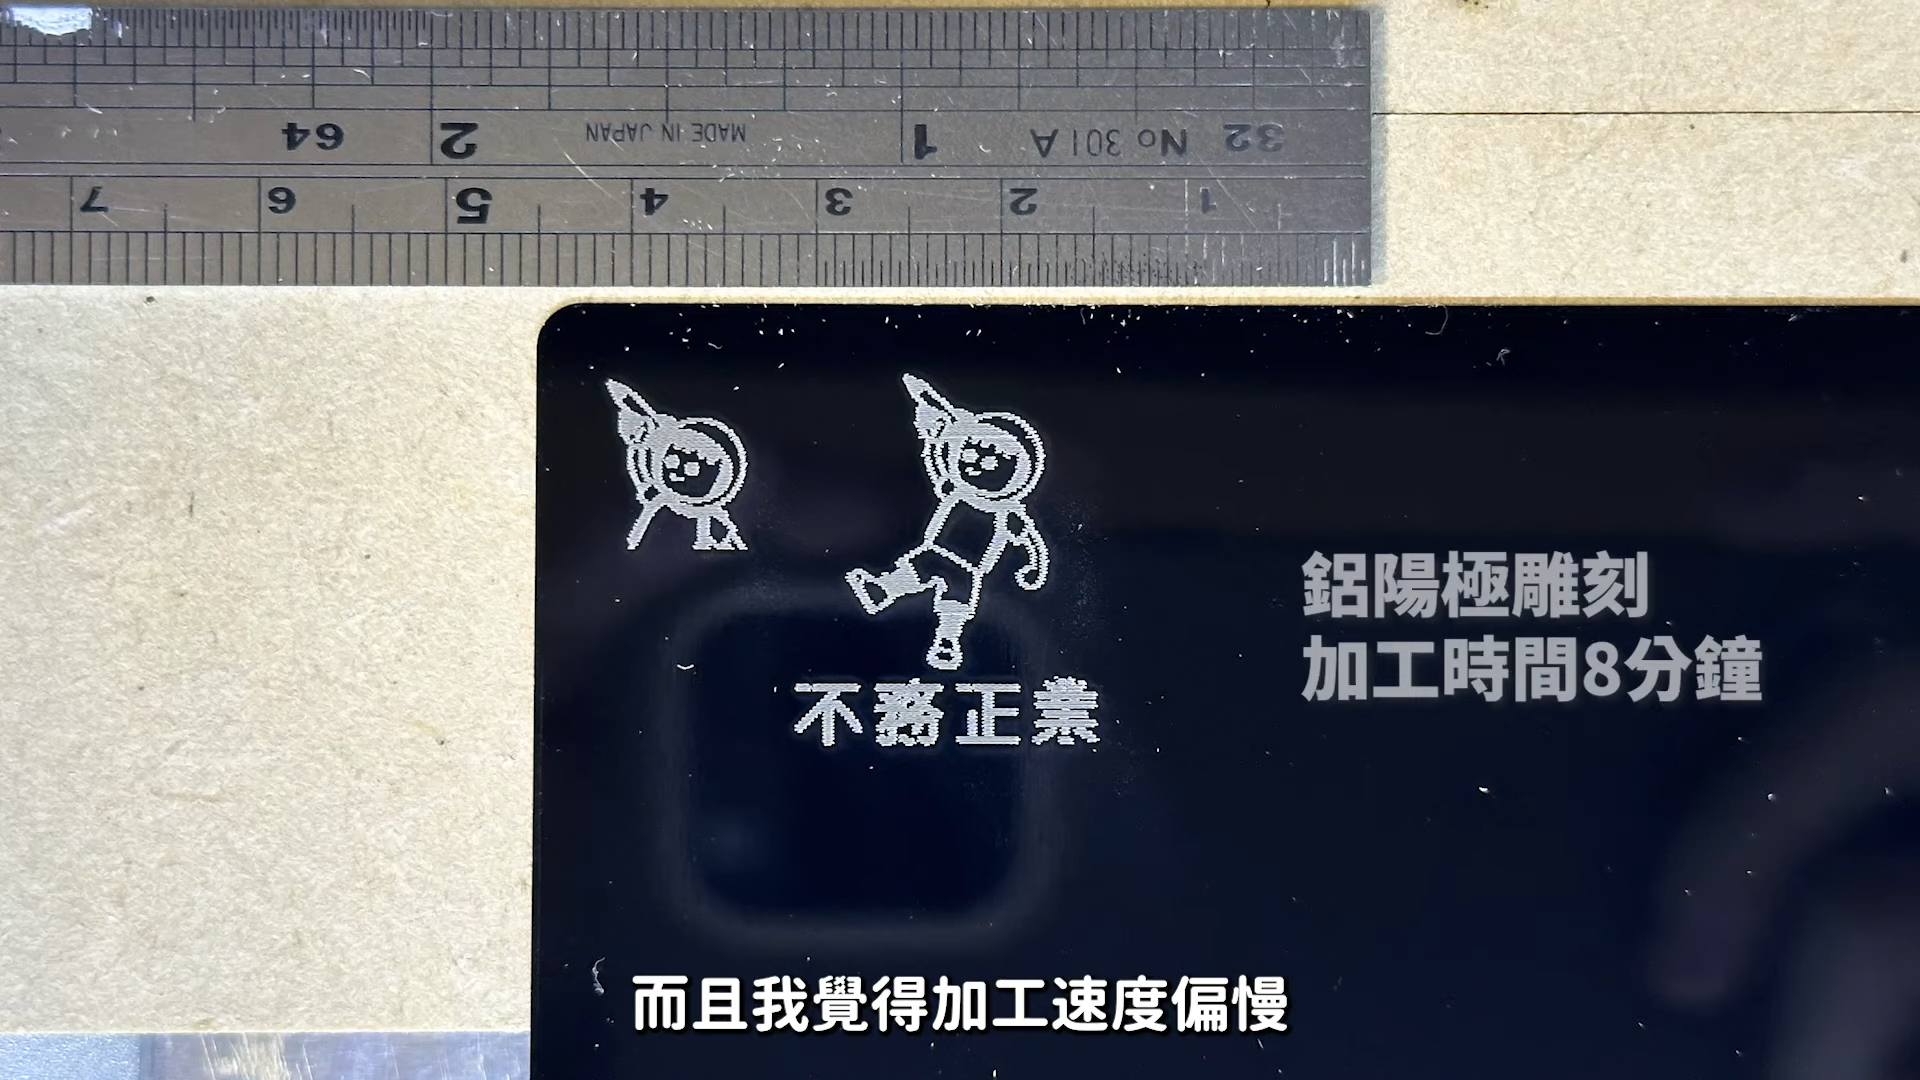 64 2 MADE IN JAPAN 1 No 301A 32
7 6 5 4 3 2 1
鋁陽極雕刻
加工時間8分鐘
不務正業
而且我覺得加工速度偏慢